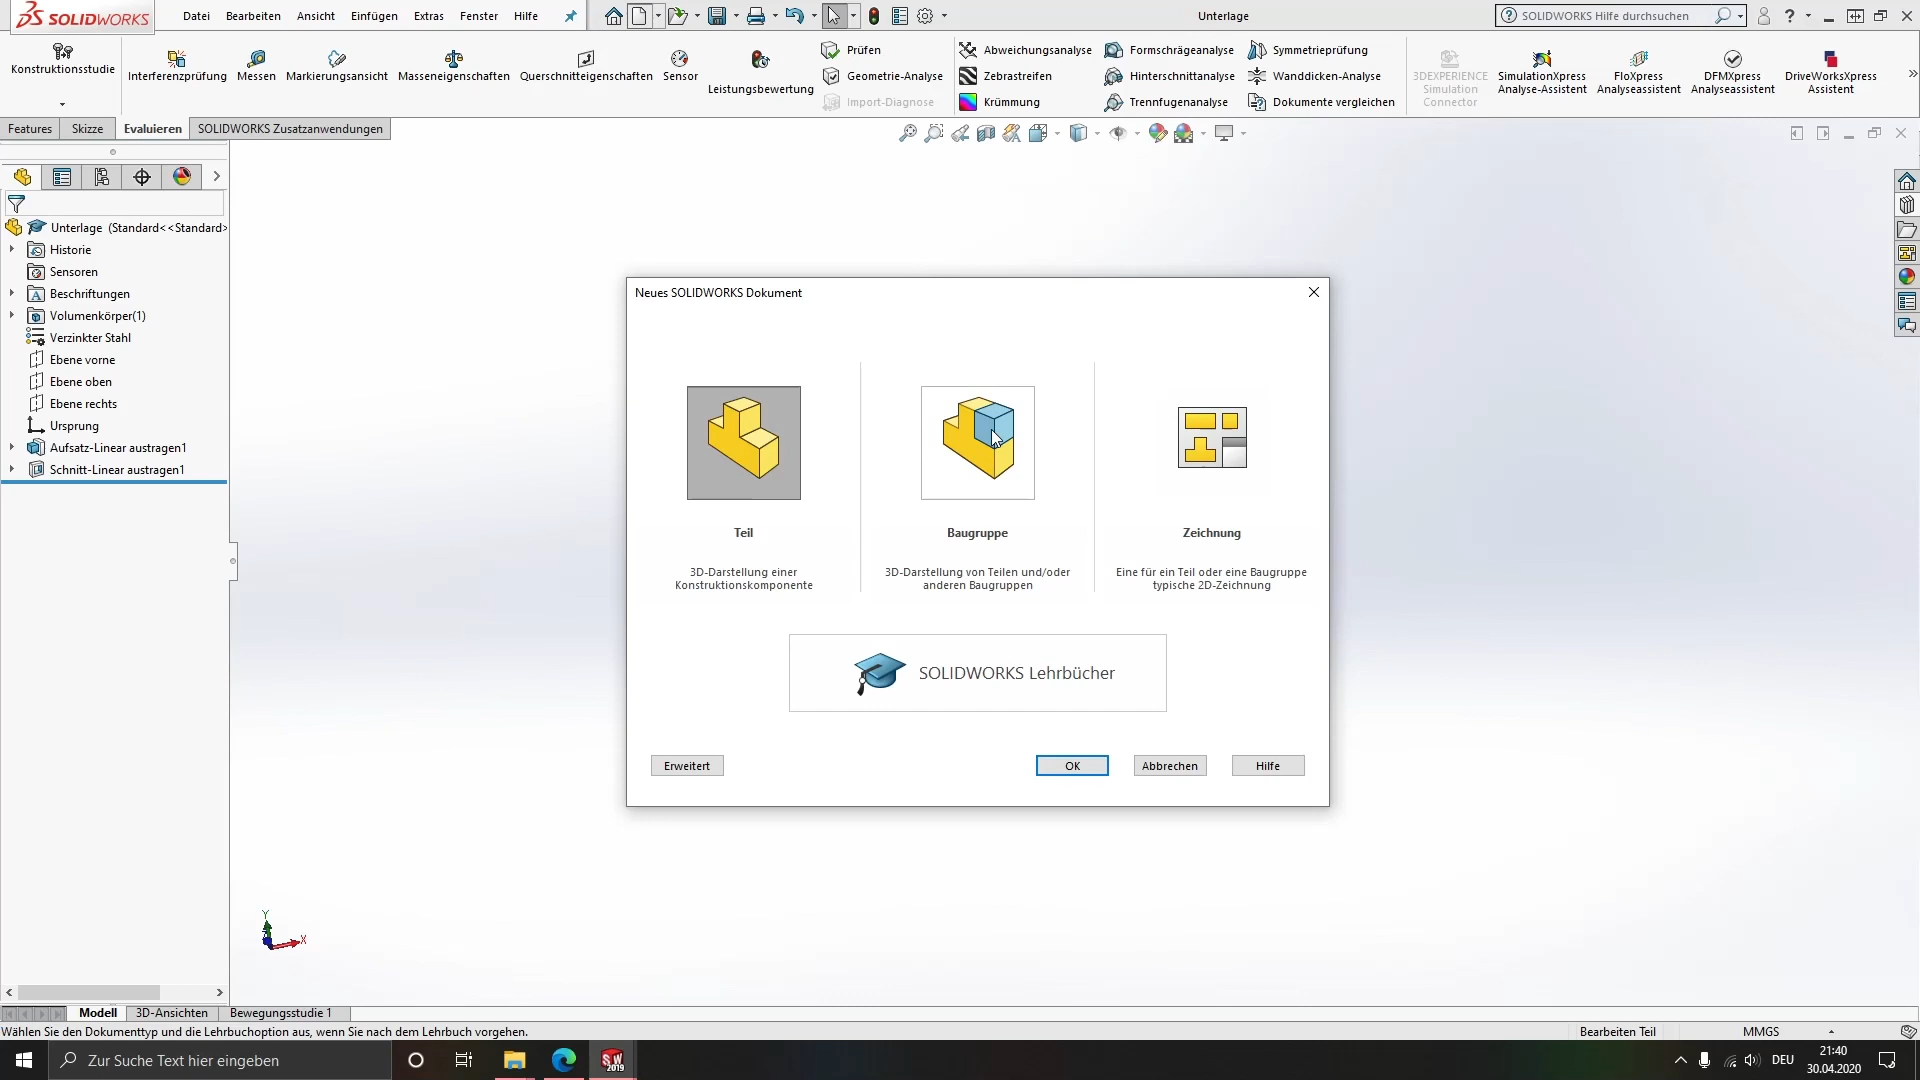 SOLIDWORKS
Datei
Bearbeiten
Ansicht
Einfügen
Extras
Fenster
Hilfe
Unterlage
SOLIDWORKS Hilfe durchsuchen
Konstruktionsstudie
Interferenzprüfung
Messen
Markierungsansicht
Masseneigenschaften
Querschnitteigenschaften
Sensor
Leistungsbewertung
Prüfen
Geometrie-Analyse
Import-Diagnose
Abweichungsanalyse
Zebrastreifen
Krümmung
Formschrägeanalyse
Hinterschnittanalyse
Trennfugenanalyse
Symmetrieprüfung
Wanddicken-Analyse
Dokumente vergleichen
3DEXPERIENCE
Simulation
Connector
SimulationXpress
Analyse-Assistent
FloXpress
Analyseassistent
DFMXpress
Analyseassistent
DriveWorksXpress
Assistent
Features
Skizze
Evaluieren
SOLIDWORKS Zusatzanwendungen
Unterlage (Standard<<Standard>
Historie
Sensoren
Beschriftungen
Volumenkörper(1)
Verzinkter Stahl
Ebene vorne
Ebene oben
Ebene rechts
Ursprung
Aufsatz-Linear austragen1
Schnitt-Linear austragen1
Neues SOLIDWORKS Dokument
Teil
3D-Darstellung einer
Konstruktionskomponente
Baugruppe
3D-Darstellung von Teilen und/oder
anderen Baugruppen
Zeichnung
Eine für ein Teil oder eine Baugruppe
typische 2D-Zeichnung
SOLIDWORKS Lehrbücher
Erweitert
OK
Abbrechen
Hilfe
Y
X
Modell
3D-Ansichten
Bewegungsstudie 1
Wählen Sie den Dokumenttyp und die Lehrbuchoption aus, wenn Sie nach dem Lehrbuch vorgehen.
Bearbeiten Teil
MMGS
Zur Suche Text hier eingeben
SW
2019
DEU
21:40
30.04.2020